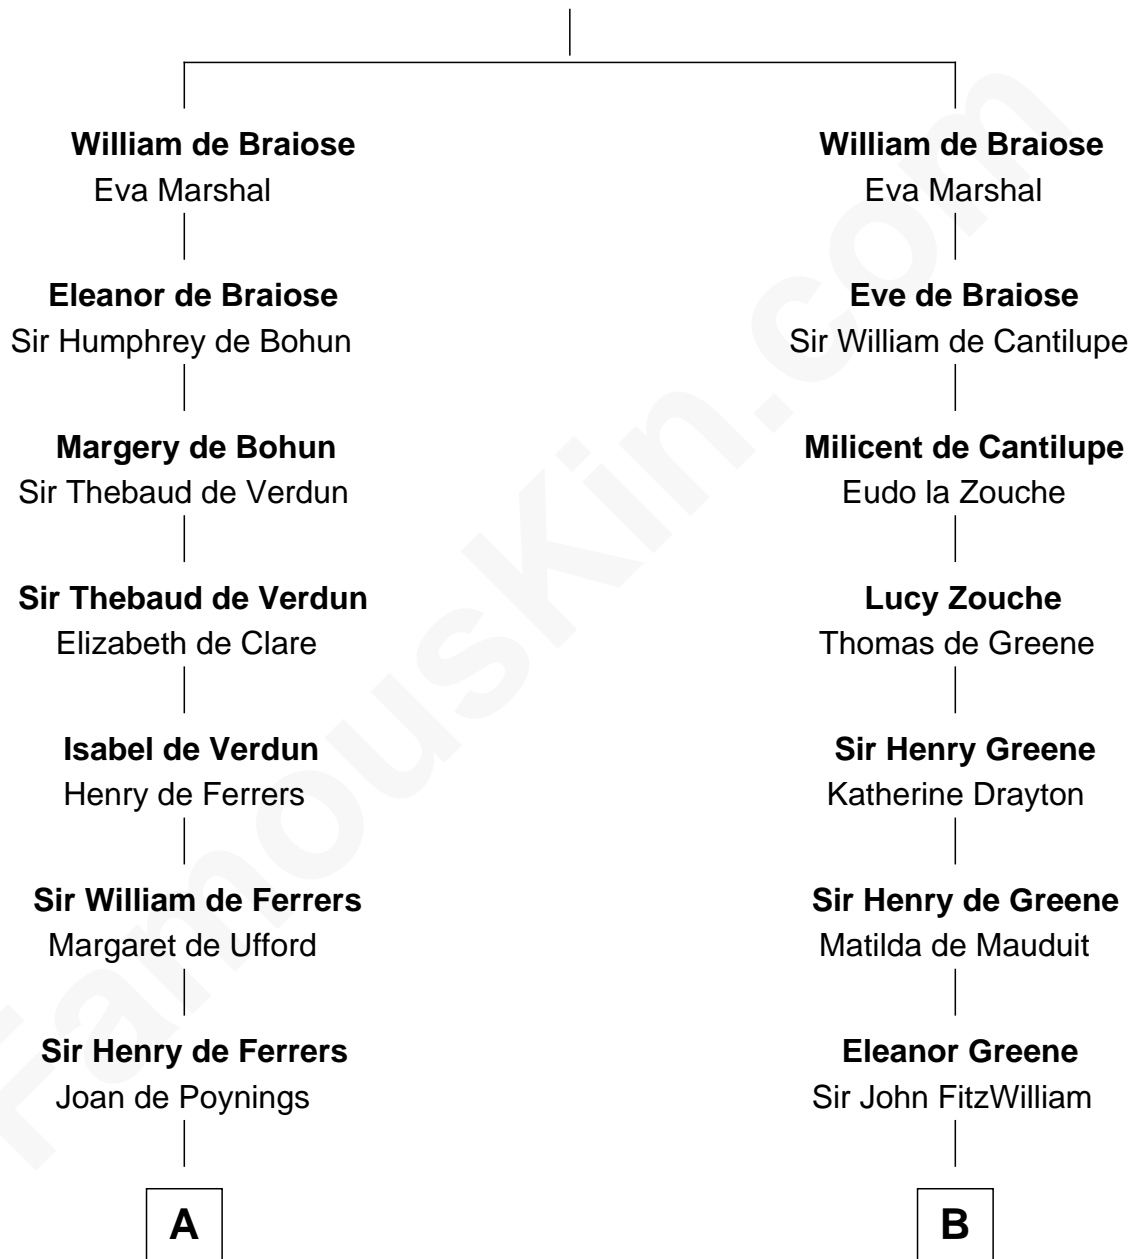 William de Braiose
Eva Marshal
Eleanor de Braiose
Sir Humphrey de Bohun
Margery de Bohun
Sir Thebaud de Verdun
Sir Thebaud de Verdun
Elizabeth de Clare
Isabel de Verdun
Henry de Ferrers
Sir William de Ferrers
Margaret de Ufford
Sir Henry de Ferrers
Joan de Poynings
A
William de Braiose
Eva Marshal
Eve de Braiose
Sir William de Cantilupe
Milicent de Cantilupe
Eudo la Zouche
Lucy Zouche
Thomas de Greene
Sir Henry Greene
Katherine Drayton
Sir Henry de Greene
Matilda de Mauduit
Eleanor Greene
Sir John FitzWilliam
B
FamousKin.com